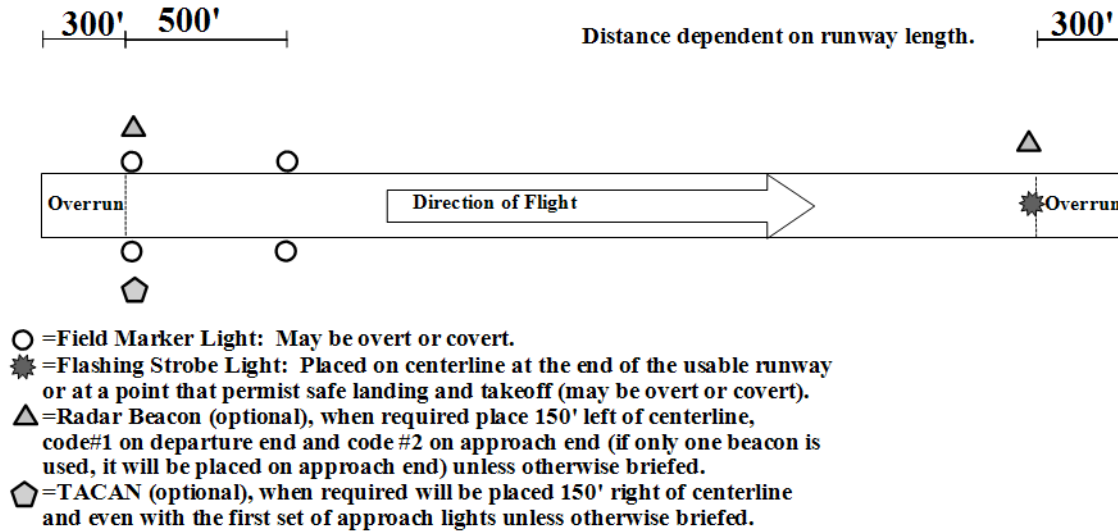 300' 500' Distance dependent on runway length. 300'
Overrun Direction of Flight Overrun
=Field Marker Light: May be overt or covert.
=Flashing Strobe Light: Placed on centerline at the end of the usable runway
or at a point that permist safe landing and takeoff (may be overt or covert).
=Radar Beacon (optional), when required place 150' left of centerline,
code#1 on departure end and code #2 on approach end (if only one beacon is
used, it will be placed on approach end) unless otherwise briefed.
=TACAN (optional), when required will be placed 150' right of centerline
and even with the first set of approach lights unless otherwise briefed.